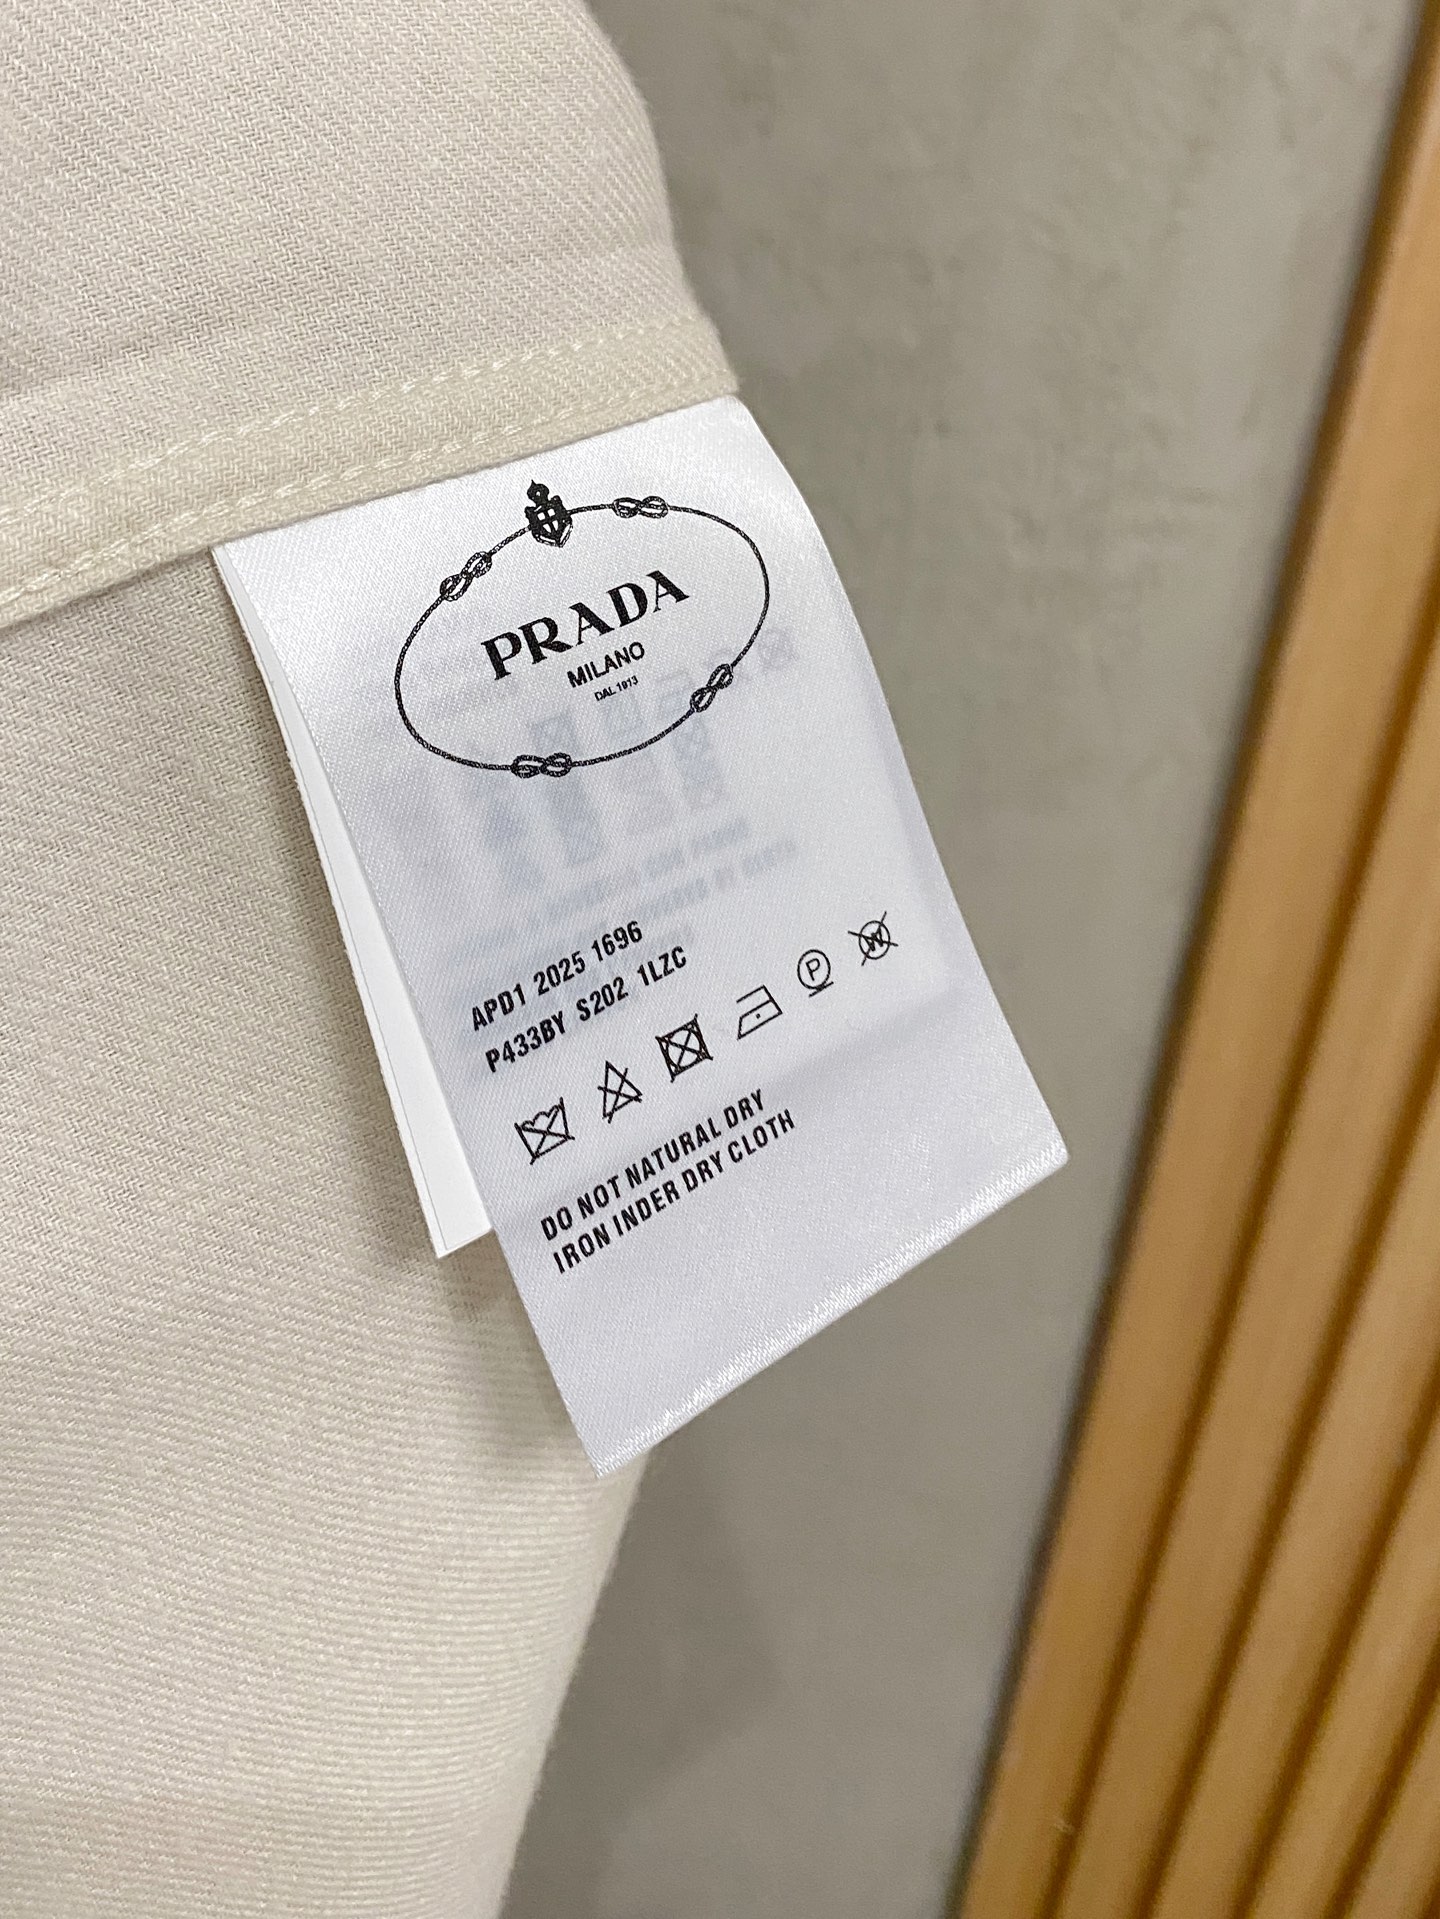 PRADA
MILANO
DAL 1913
APD1 2025 1696
P433BY S202 1LZC
P
W
DO NOT NATURAL DRY
IRON INDER DRY CLOTH